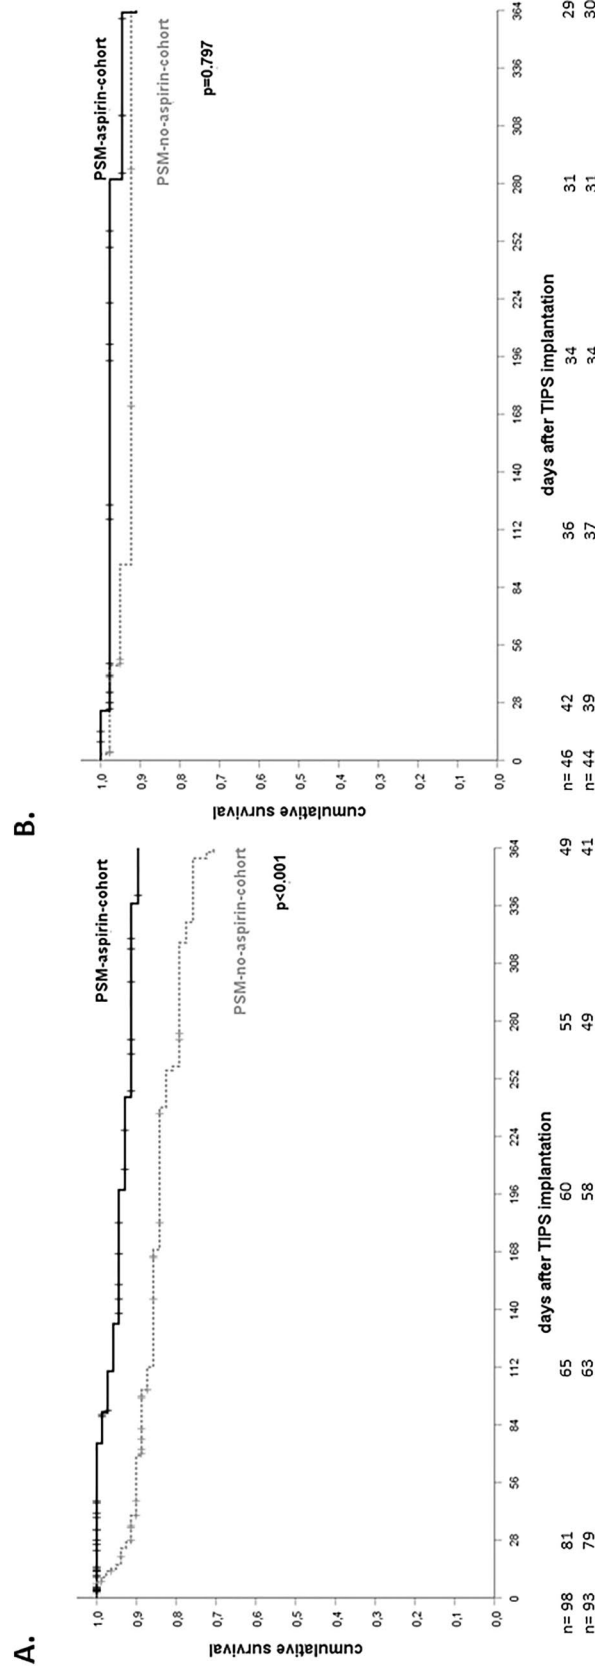 A.
1,0
0,9
0,8
0,7
0,6
0,5
0,4
0,3
0,2
0,1
0,0
cumulative survival
PSM-aspirin-cohort
PSM-no-aspirin-cohort
p<0,001
0 28 56 84 112 140 168 196 224 252 280 308 336 364
days after TIPS implantation
n= 98 81 65 60 55 49
n= 93 79 63 58 49 41
B.
1,0
0,9
0,8
0,7
0,6
0,5
0,4
0,3
0,2
0,1
0,0
cumulative survival
PSM-aspirin-cohort
PSM-no-aspirin-cohort
p=0,797
0 28 56 84 112 140 168 196 224 252 280 308 336 364
days after TIPS implantation
n= 46 42 36 34 31 29
n= 44 39 37 34 31 30